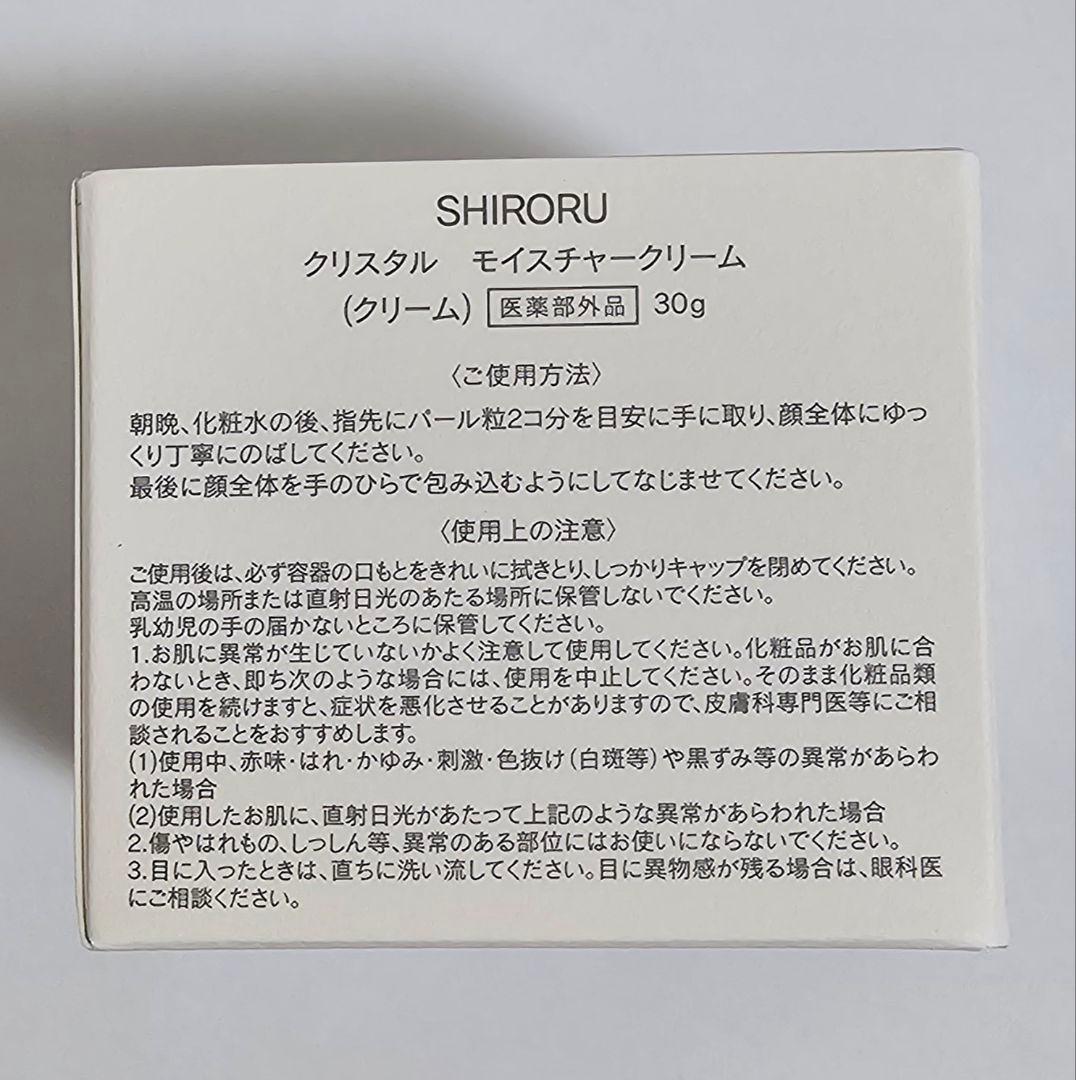 SHIRORU
クリスタル　モイスチャークリーム
(クリーム) 医薬部外品 30g
〈ご使用方法〉
朝晩、化粧水の後、指先にパール粒2コ分を目安に手に取り、顔全体にゆっ
くり丁寧にのばしてください。
最後に顔全体を手のひらで包み込むようにしてなじませてください。
〈使用上の注意〉
ご使用後は、必ず容器の口もとをきれいに拭きとり、しっかりキャップを閉めてください。
高温の場所または直射日光のあたる場所に保管しないでください。
乳幼児の手の届かないところに保管してください。
1.お肌に異常が生じていないかよく注意して使用してください。化粧品がお肌に合
わないとき、即ち次のような場合には、使用を中止してください。そのまま化粧品類
の使用を続けますと、症状を悪化させることがありますので、皮膚科専門医等にご相
談されることをおすすめします。
(1)使用中、赤味・はれ・かゆみ・刺激・色抜け(白斑等)や黒ずみ等の異常があらわ
れた場合
(2)使用したお肌に、直射日光があたって上記のような異常があらわれた場合
2.傷やはれもの、しっしん等、異常のある部位にはお使いにならないでください。
3.目に入ったときは、直ちに洗い流してください。目に異物感が残る場合は、眼科医
にご相談ください。